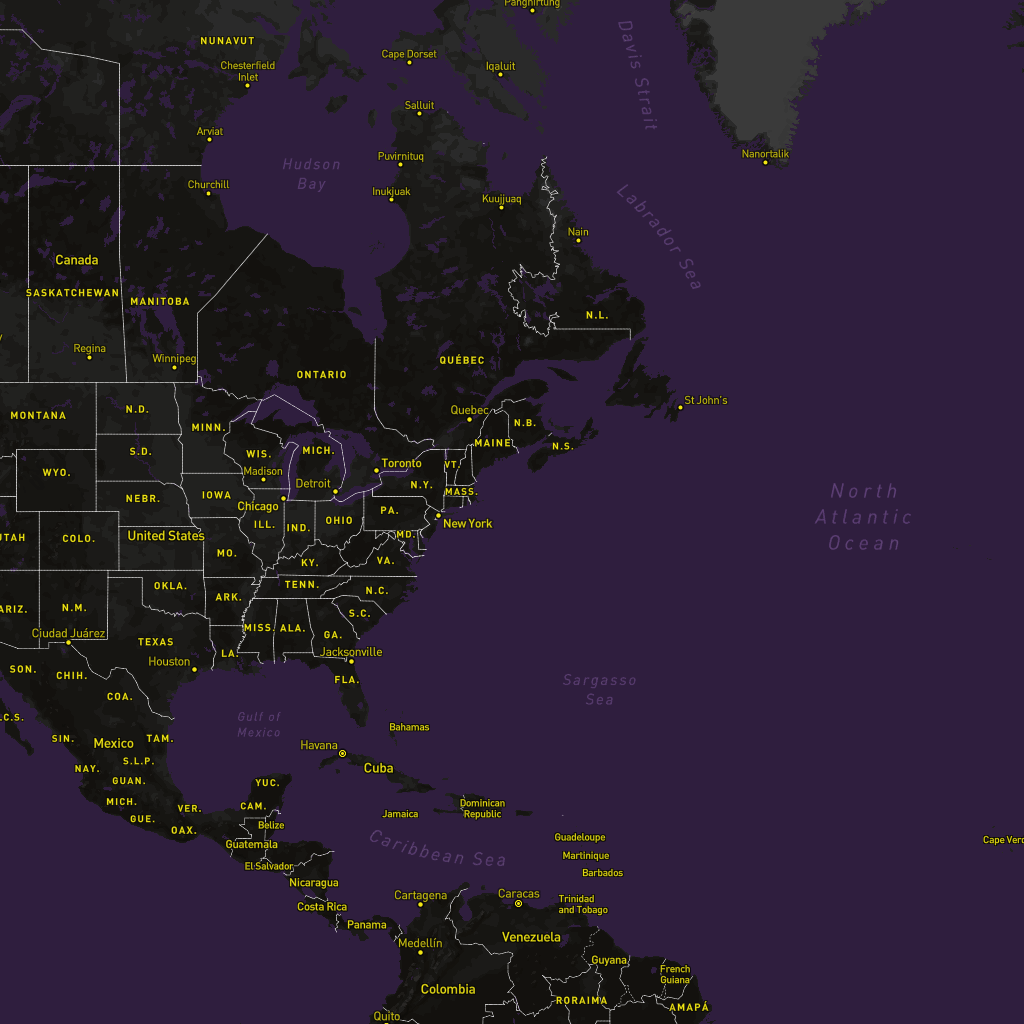 Pangnirtung
NUNAVUT
Cape Dorset
Chesterfield
Inlet
Iqaluit
Davis Strait
Salluit
Arviat
Nanortalik
Puvirnituq
Hudson
Bay
Churchill
Inukjuak
Kuujjuaq
Labrador Sea
Nain
Canada
SASKATCHEWAN
MANITOBA
N.L.
Regina
Winnipeg
QUÉBEC
ONTARIO
St John's
MONTANA
N.D.
Quebec
N.B.
MINN.
MAINE
N.S.
S.D.
WIS.
MICH.
Toronto
VT.
WYO.
Madison
Detroit
N.Y.
MASS.
North
Atlantic
Ocean
NEBR.
IOWA
Chicago
PA.
ILL.
IND.
OHIO
New York
UTAH
COLO.
United States
MD.
MO.
KY.
VA.
OKLA.
TENN.
N.C.
ARK.
ARIZ.
N.M.
S.C.
MISS.
ALA.
GA.
Ciudad Juárez
TEXAS
LA.
Jacksonville
Houston
SON.
CHIH.
FLA.
Sargasso
Sea
COA.
B.C.S.
Gulf of
Mexico
Bahamas
SIN.
Mexico
TAM.
Havana
S.L.P.
NAY.
Cuba
GUAN.
YUC.
MICH.
VER.
CAM.
Dominican
Republic
GUE.
Jamaica
OAX.
Belize
Guadeloupe
Cape Verd
Guatemala
Caribbean Sea
Martinique
El Salvador
Barbados
Nicaragua
Cartagena
Caracas
Trinidad
and Tobago
Costa Rica
Panama
Venezuela
Medellín
Guyana
French
Guiana
Colombia
RORAIMA
AMAPÁ
Quito